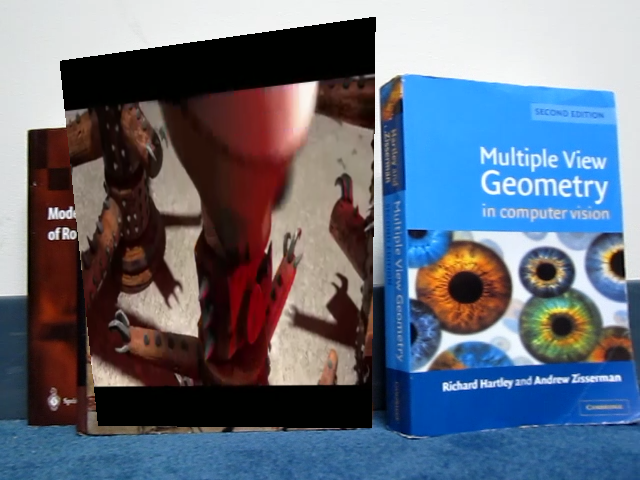 Mode
of Ro
Hartley and Zisserman
Multiple View Geometry
SECOND EDITION
Multiple View
Geometry
in computer vision
Richard Hartley and Andrew Zisserman
CAMBRIDGE